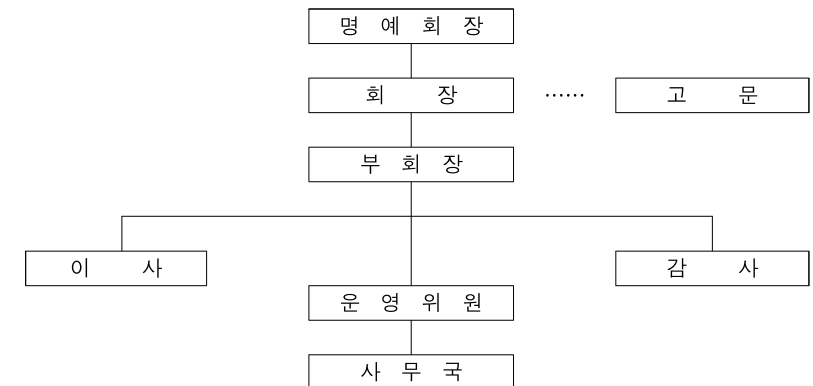 명 예 회 장
회 장 …… 고 문
부 회 장
이 사 감 사
운 영 위 원
사 무 국